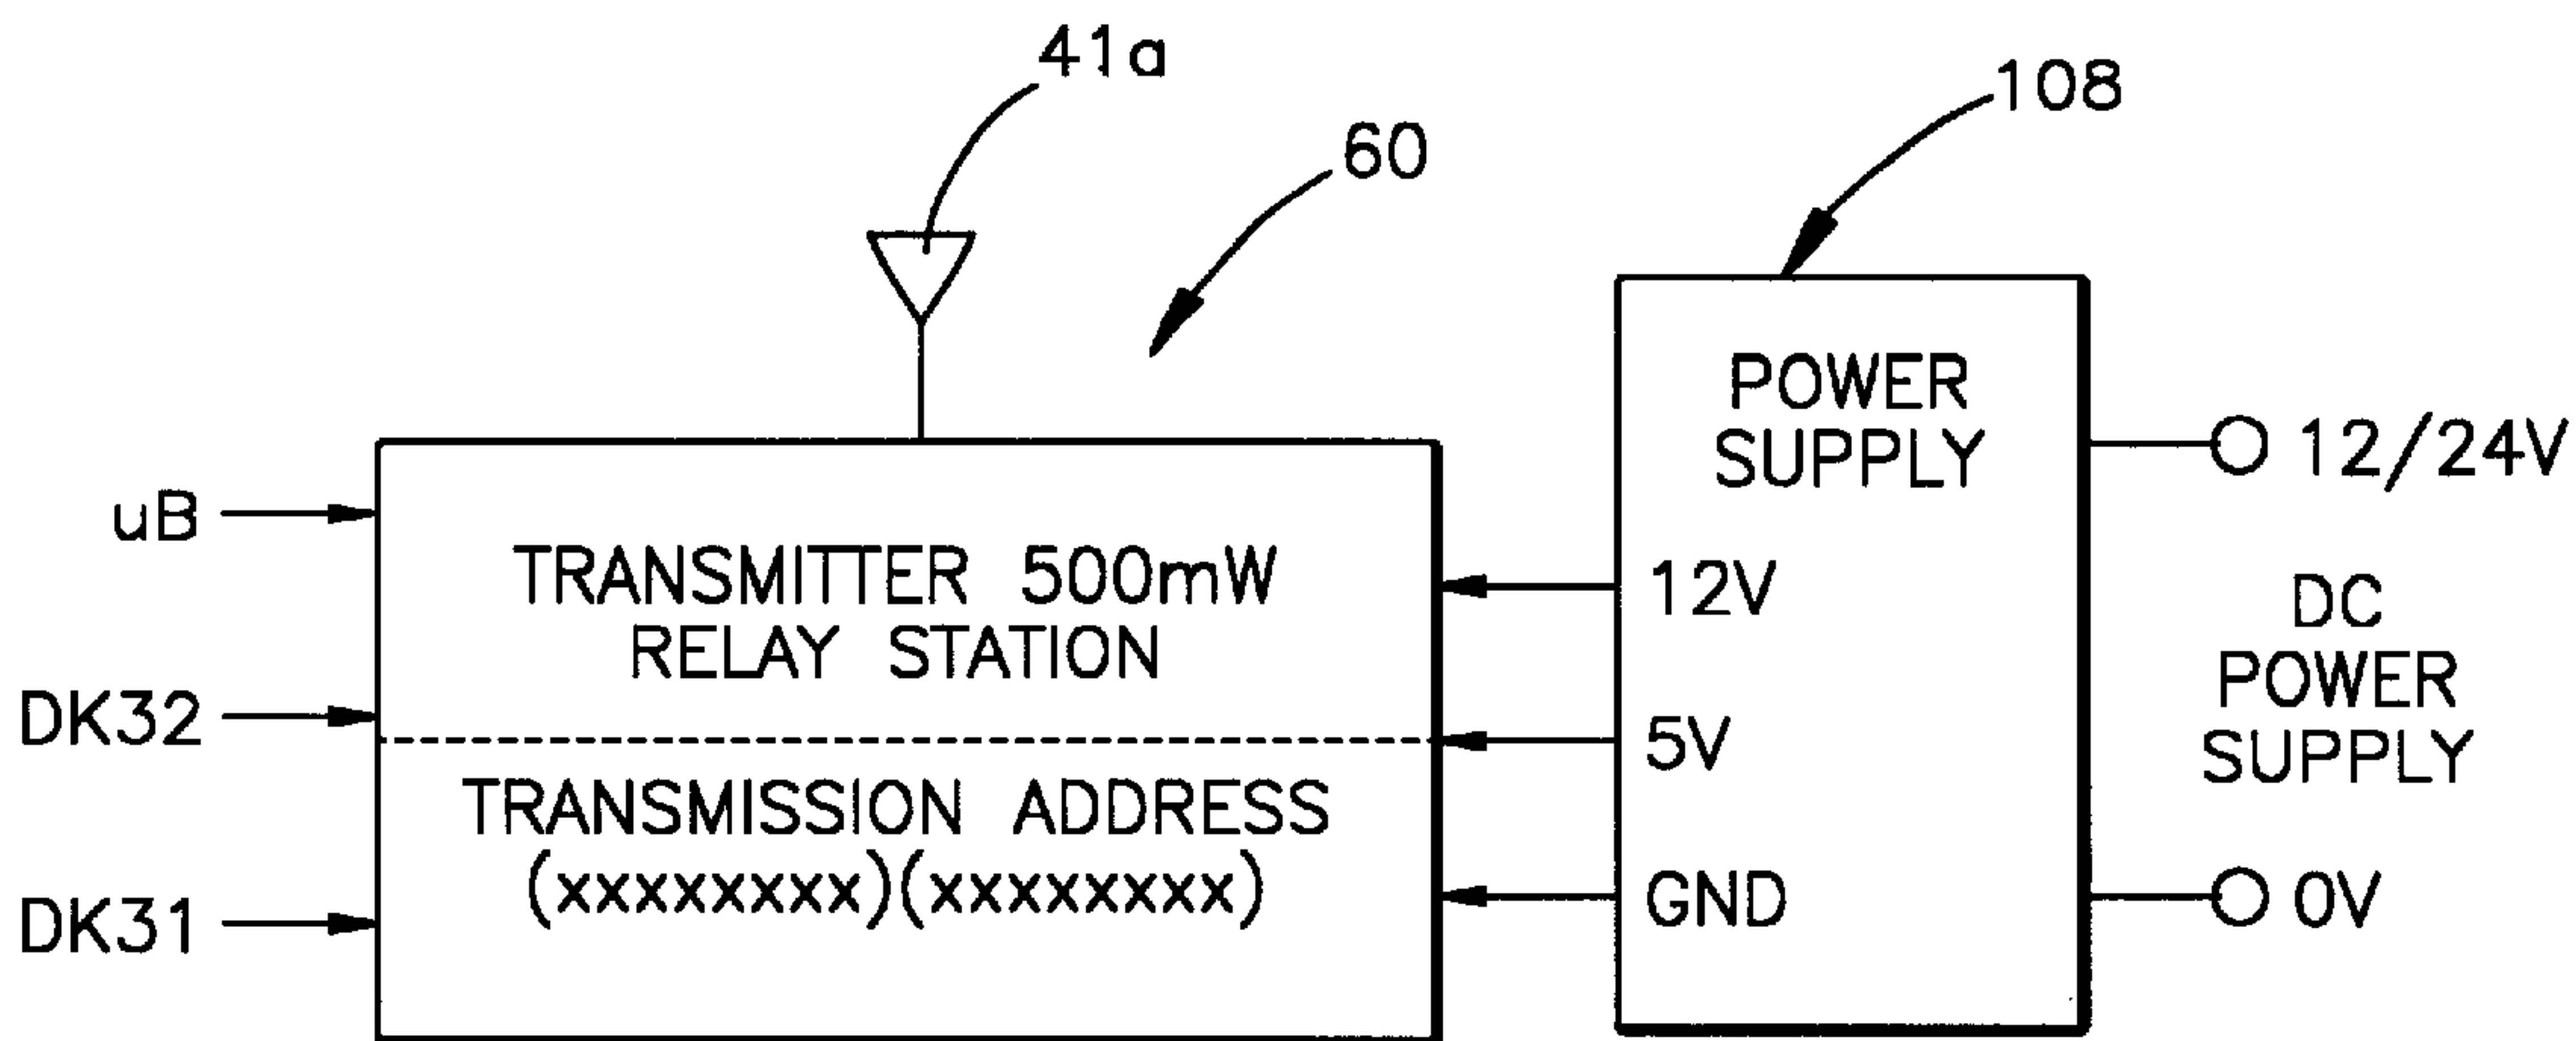 41a
60
108
uB
DK32
DK31
TRANSMITTER 500mW
RELAY STATION
TRANSMISSION ADDRESS
(xxxxxxxx)(xxxxxxxx)
POWER
SUPPLY
12V
5V
GND
12/24V
DC
POWER
SUPPLY
0V